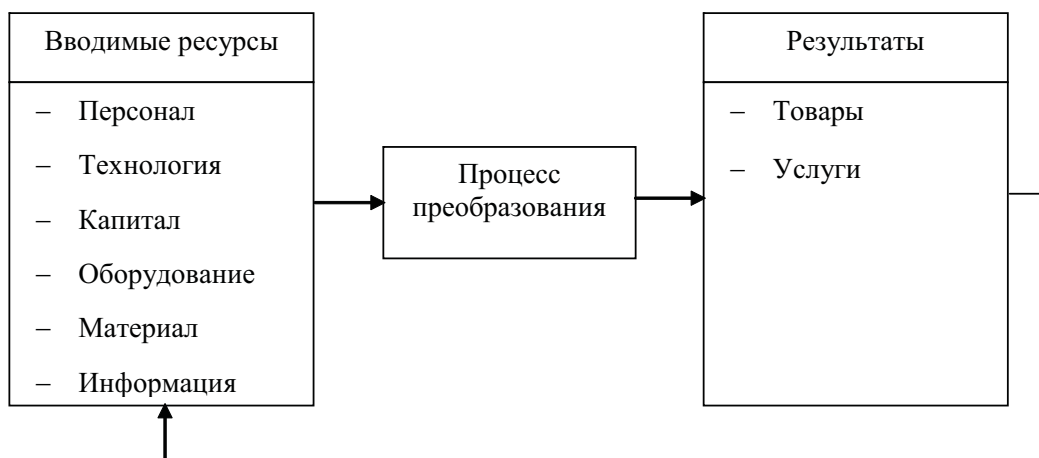 Вводимые ресурсы
– Персонал
– Технология
– Капитал
– Оборудование
– Материал
– Информация
Процесс
преобразования
Результаты
– Товары
– Услуги